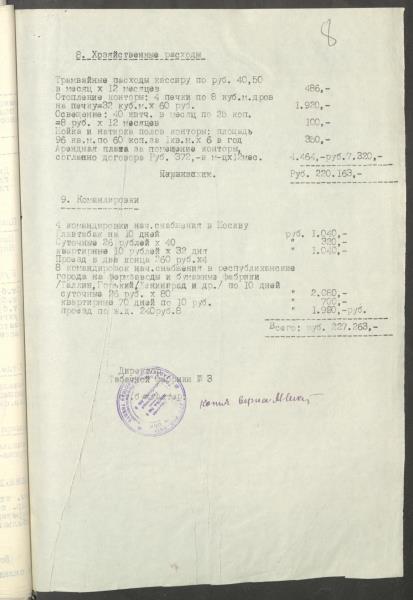 8
8. Хозяйственные расходы
Трамвайные расходы кассиру по руб. 40,50
в месяц х 12 месяцев 486,-
Отопление конторы: 4 печки по 8 куб.м.дров
на печку=32 куб.м.х 60 руб. 1.920,-
Освещение: 40 квтч. в месяц по 25 коп.
=8 руб. х 12 месяцев 100,-
Мойка и натирка полов конторы: площадь
96 кв.м.по 60 коп.за 1кв.м.х 6 в год 350,-
Арендная плата за помещение конторы,
согласно договора Руб. 372,-в м-цх12мес. 4.464,-руб.7.320,-
Руб. 220.163,-
9. Командировки
4 командировки нач.снабжения в Москву
Главтабак на 10 дней руб. 1.040,-
Суточные 26 рублей х 40 " 320,-
квартирные 10 рублей х 32 дня " 1.040,-
Проезд в два конца 260 руб.х4
8 командировок нач.снабжения в республиканские
города на ферм.заводы и бумажные фабрики
/Таллин,Горький,Ленинград и др./ по 10 дней
суточные 26 руб. х 80 " 2.080,-
квартирные 70 дней по 10 руб. " 700,-
проезд по ж.д. 240руб.8 " 1.920,-руб.
Всего: руб. 227.263,-
Директор
Табачной фабрики № 3
Копия верна